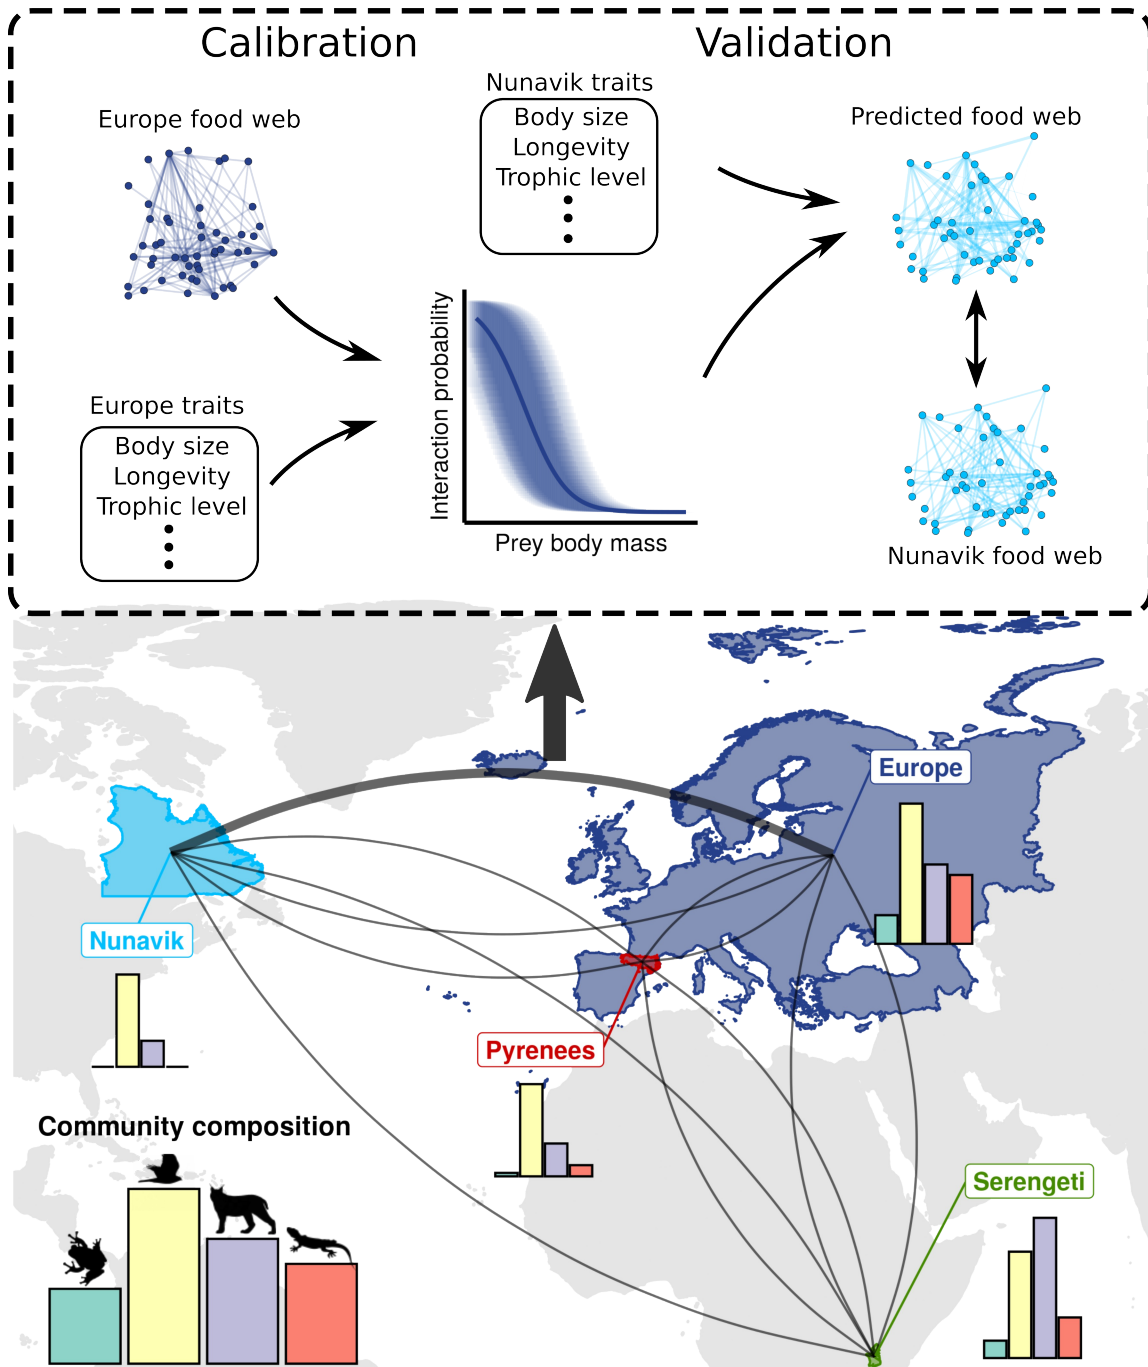 Calibration
Validation
Europe food web
Nunavik traits
Body size
Longevity
Trophic level
Predicted food web
Europe traits
Body size
Longevity
Trophic level
Interaction probability
Prey body mass
Nunavik food web
Europe
Nunavik
Pyrenees
Community composition
Serengeti